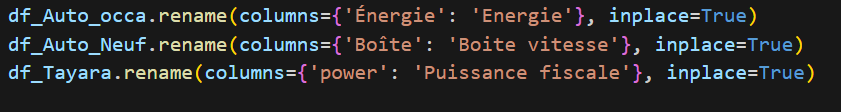 df_Auto_occa.rename(columns={'Énergie': 'Energie'}, inplace=True)
df_Auto_Neuf.rename(columns={'Boîte': 'Boite vitesse'}, inplace=True)
df_Tayara.rename(columns={'power': 'Puissance fiscale'}, inplace=True)